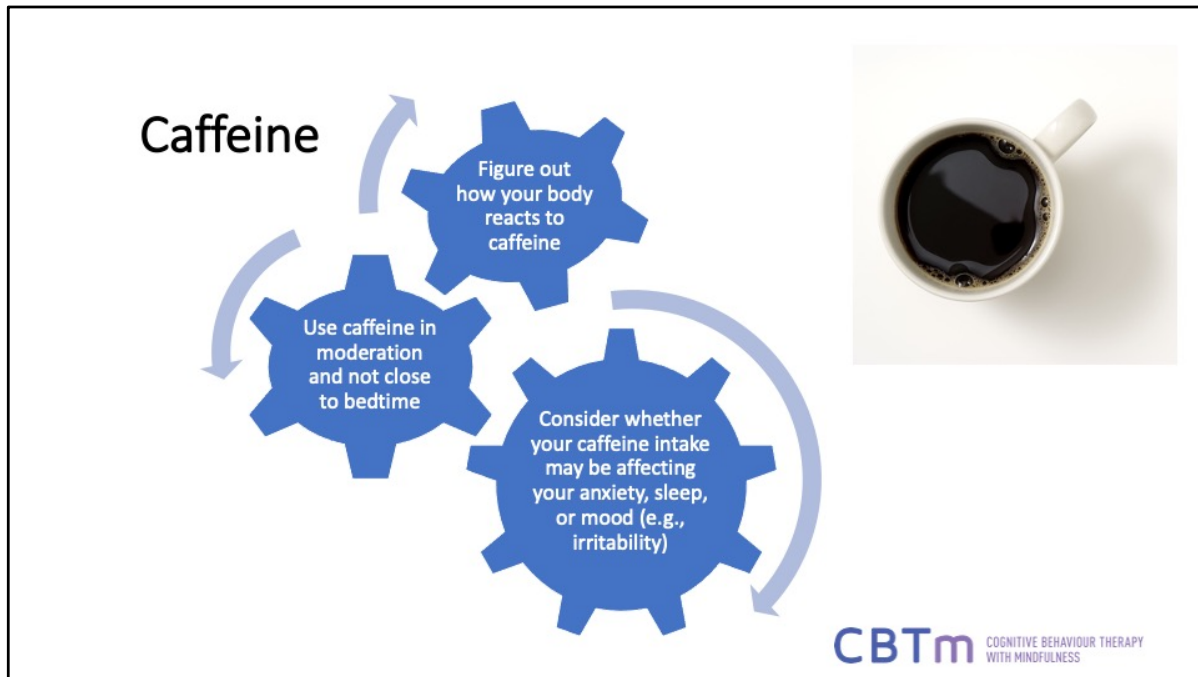 Caffeine
Figure out
how your body
reacts to
caffeine
Use caffeine in
moderation
and not close
to bedtime
Consider whether
your caffeine intake
may be affecting
your anxiety, sleep,
or mood (e.g.,
irritability)
CBTm
COGNITIVE BEHAVIOUR THERAPY
WITH MINDFULNESS